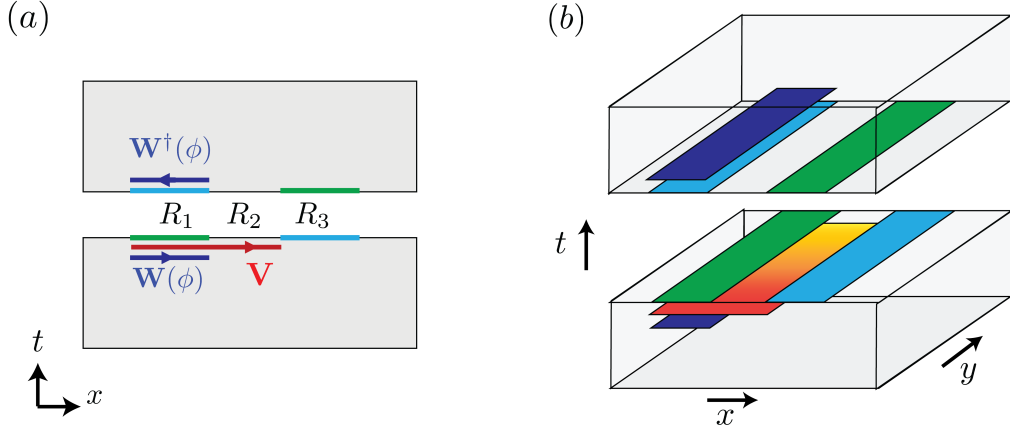 (a)
W†(ϕ)
R₁ R₂ R₃
W(ϕ) V
t
x
(b)
t
x
y